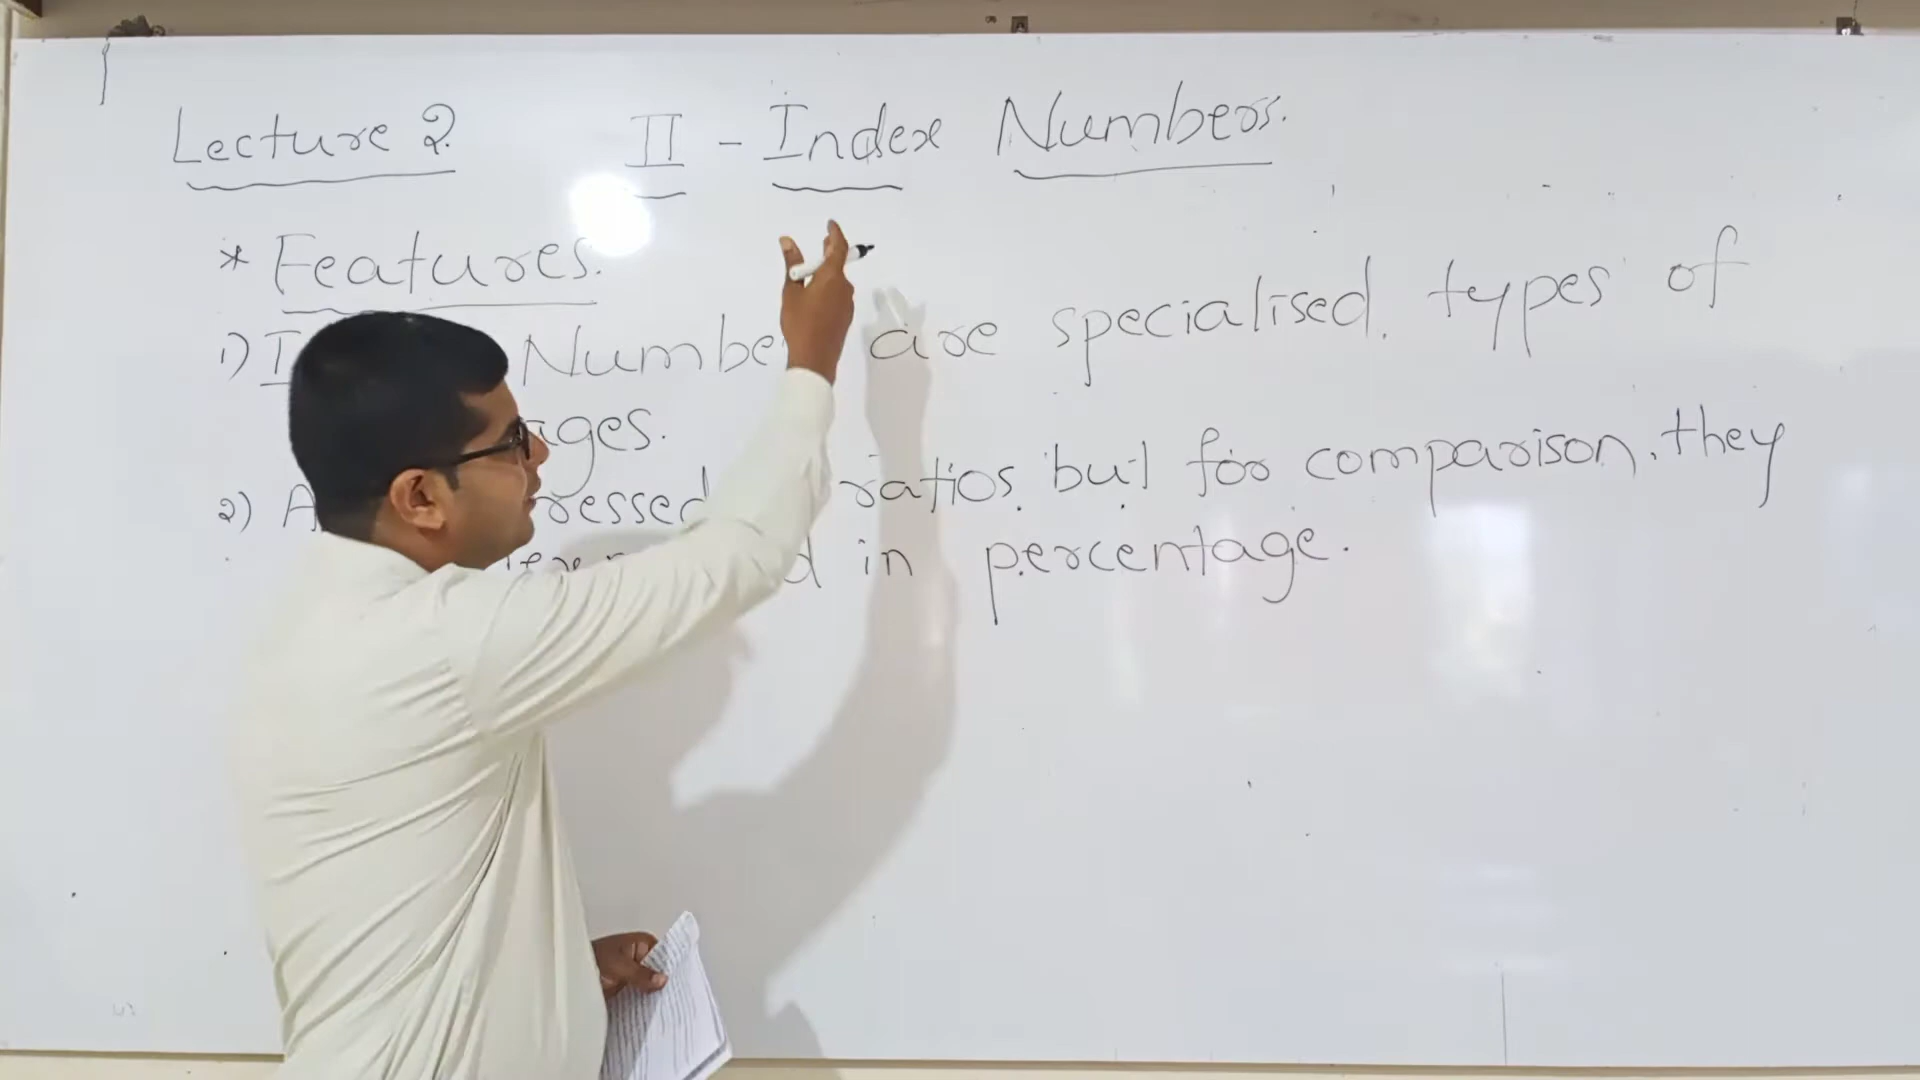 Lecture 2. II - Index Numbers.
* Features.
1) Number are specialised types of
ages.
2) ressed ratios but for comparison, they
in percentage.